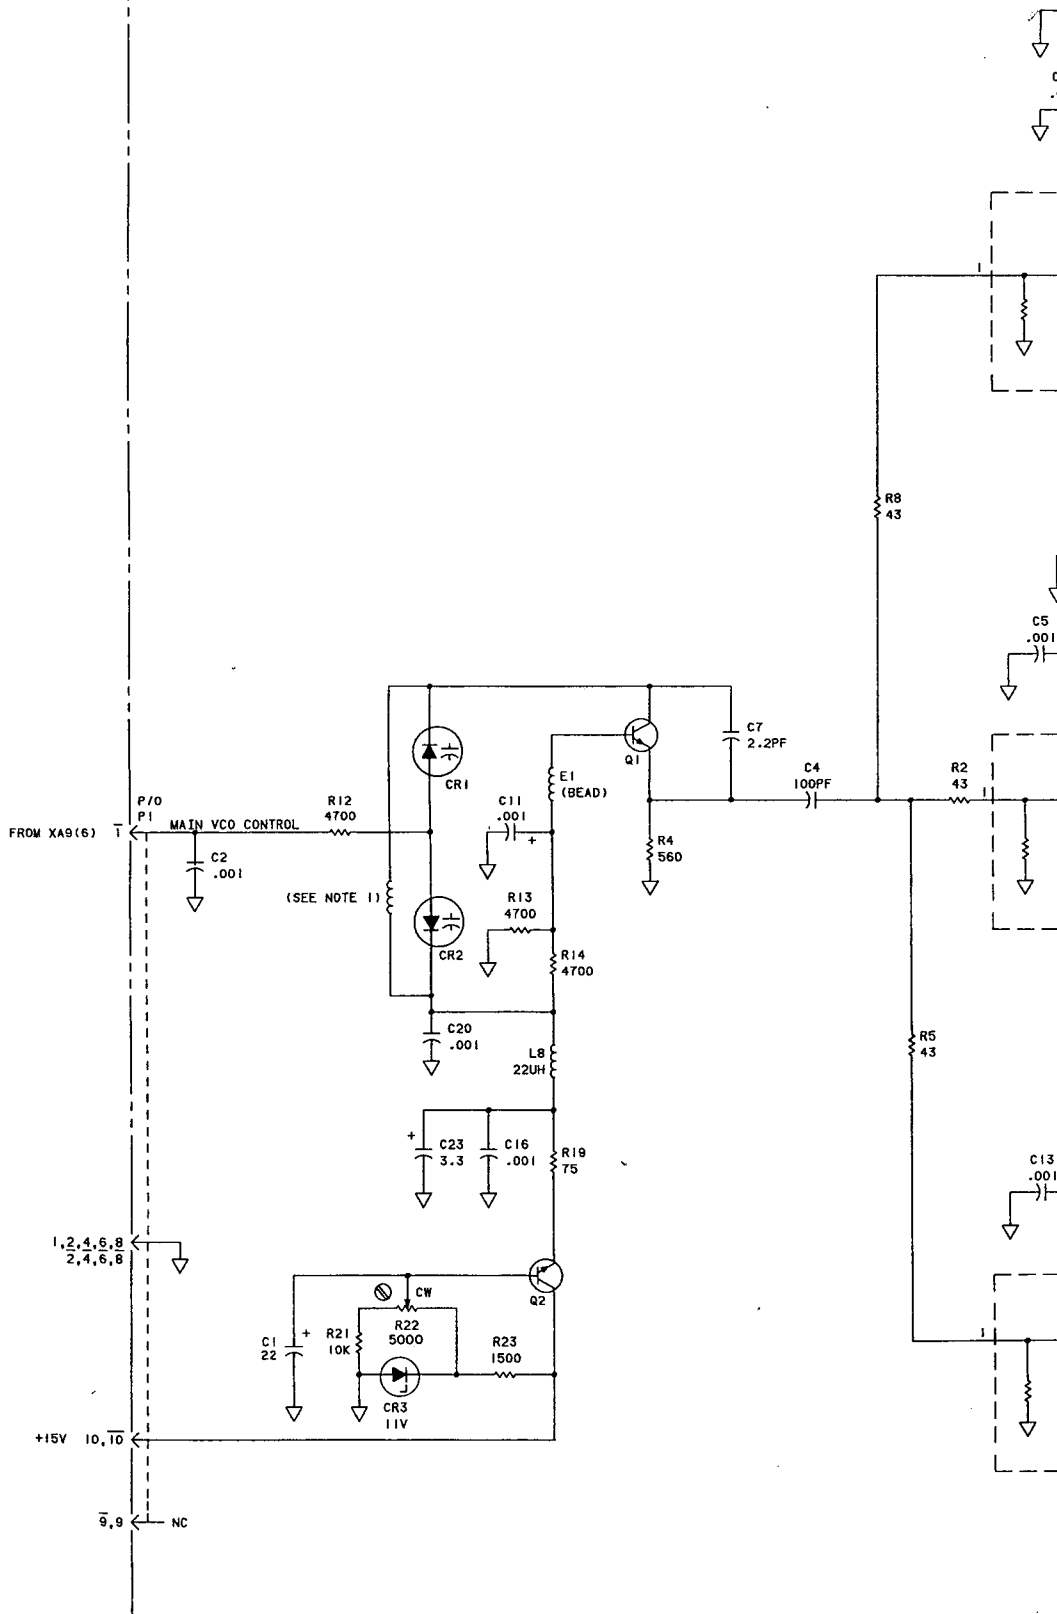 R8
43
C5
.001
C7
2.2PF
Q1
CR1
E1
(BEAD)
C4
100PF
R2
43
1
1
P/O
P1
R12
4700
C11
.001
+
FROM XA9(6)
1
MAIN VCO CONTROL
C2
.001
R4
560
(SEE NOTE 1)
R13
4700
CR2
R14
4700
C20
.001
L8
22UH
R5
43
+
C23
3.3
C16
.001
R19
75
C13
.001
1,2,4,6,8
2,4,6,8
CW
Q2
C1
22
+
R21
10K
R22
5000
R23
1500
1
CR3
11V
+15V 10,10
9,9
NC